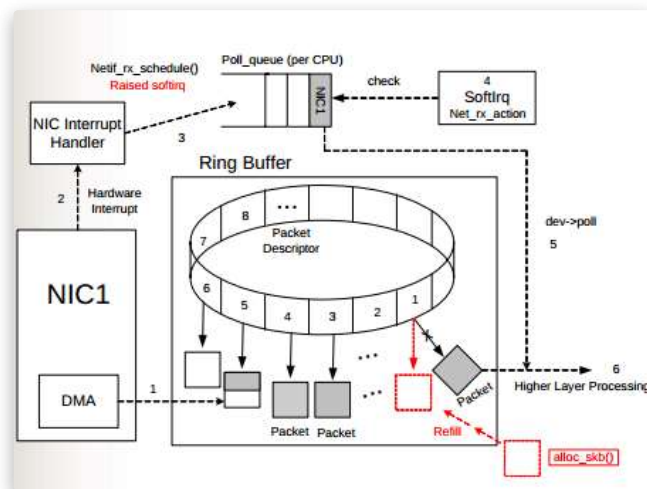 Poll_queue (per CPU)
Netif_rx_schedule()
Raised softirq
check
4
SoftIrq
Net_rx_action
NIC1
NIC Interrupt
Handler
3
Ring Buffer
2
Hardware
Interrupt
dev->poll
5
8
...
7
Packet
Descriptor
NIC1
6
5
4
3
2
1
...
DMA
1
...
Packet
6
Higher Layer Processing
Packet
Packet
Refill
alloc_skb()